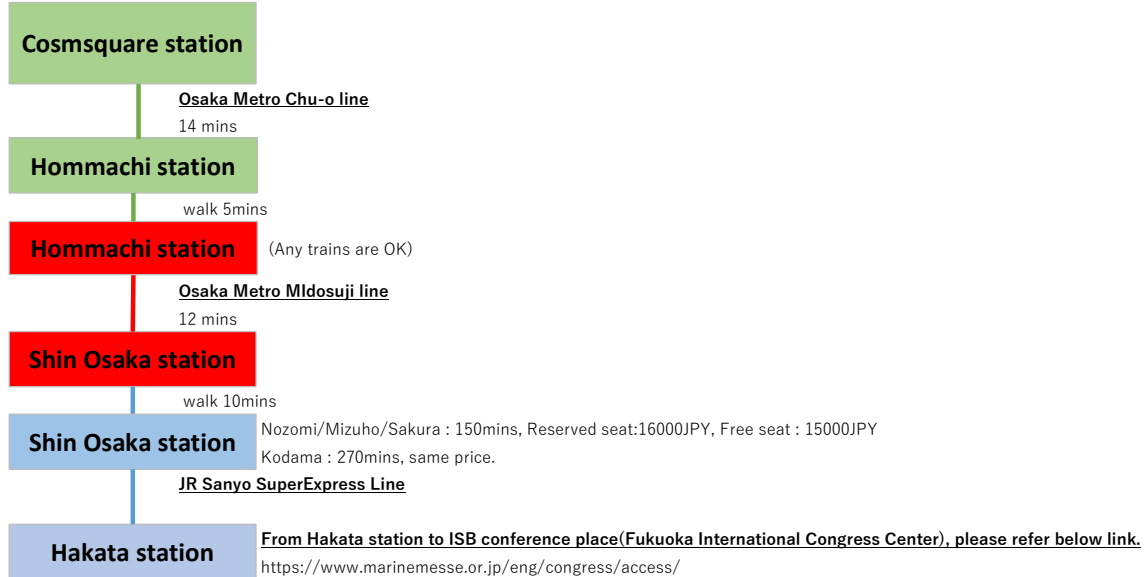 Cosmsquare station
Osaka Metro Chu-o line
14 mins
Hommachi station
walk 5mins
Hommachi station
(Any trains are OK)
Osaka Metro MIdosuji line
12 mins
Shin Osaka station
walk 10mins
Shin Osaka station
Nozomi/Mizuho/Sakura : 150mins, Reserved seat:16000JPY, Free seat : 15000JPY
Kodama : 270mins, same price.
JR Sanyo SuperExpress Line
Hakata station
From Hakata station to ISB conference place(Fukuoka International Congress Center), please refer below link.
https://www.marinemesse.or.jp/eng/congress/access/